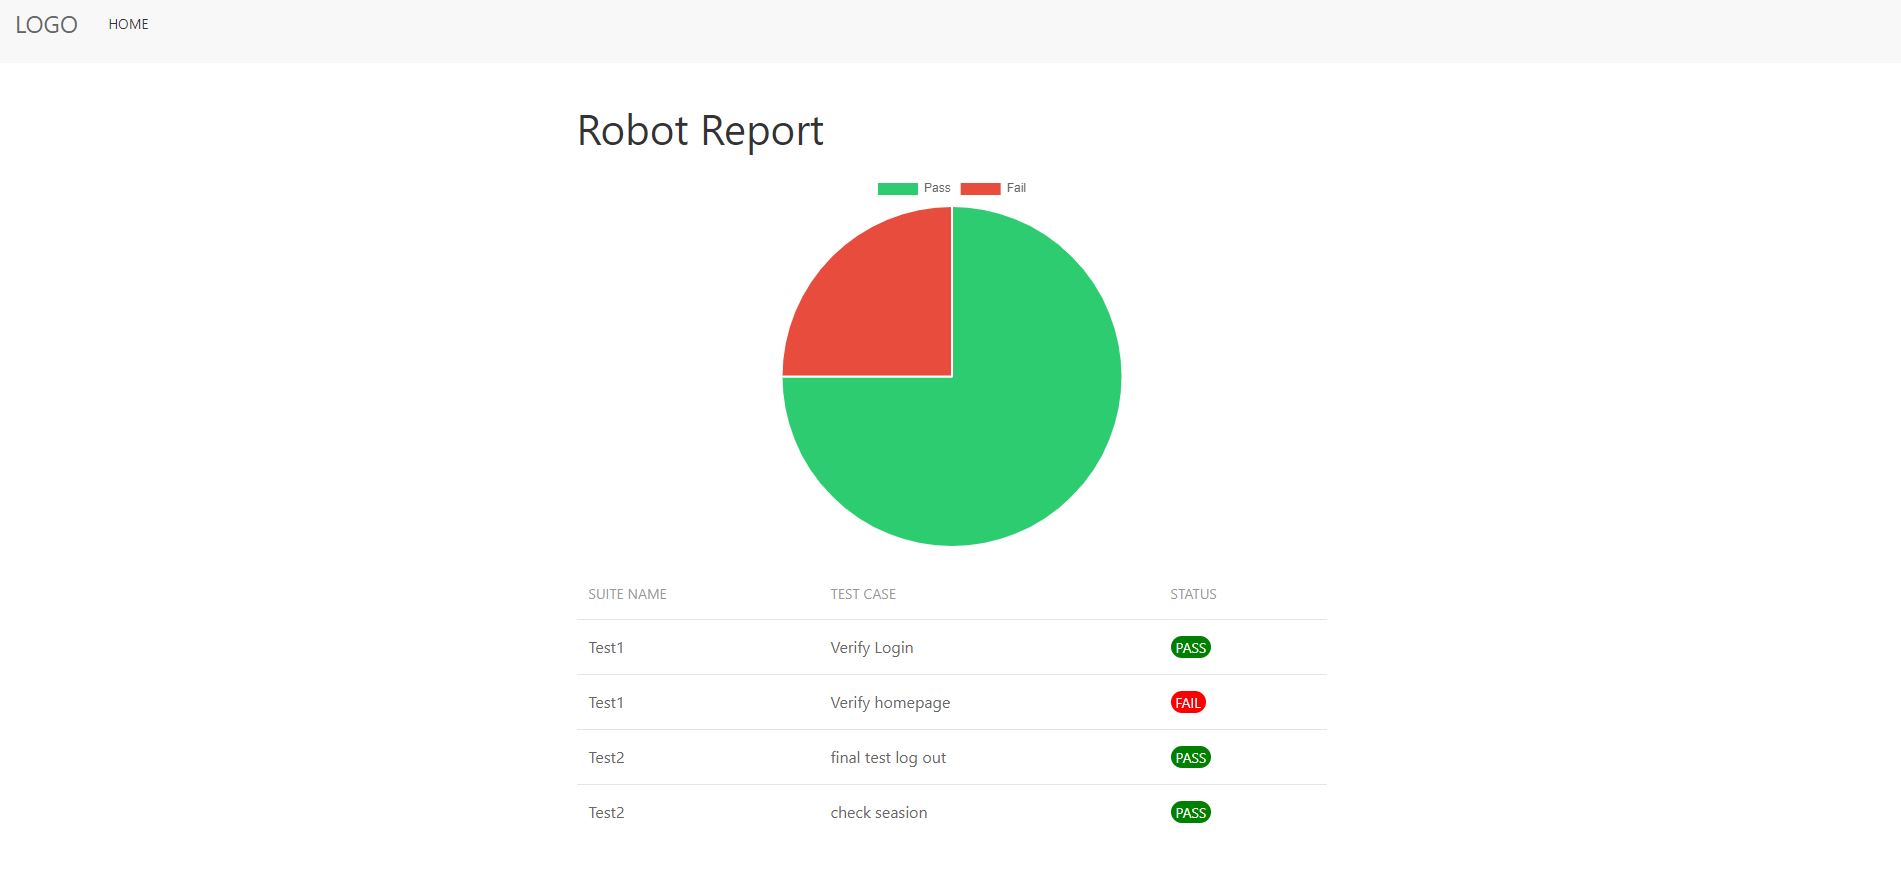 LOGO HOME
Robot Report
Pass Fail
SUITE NAME TEST CASE STATUS
Test1 Verify Login PASS
Test1 Verify homepage FAIL
Test2 final test log out PASS
Test2 check seasion PASS